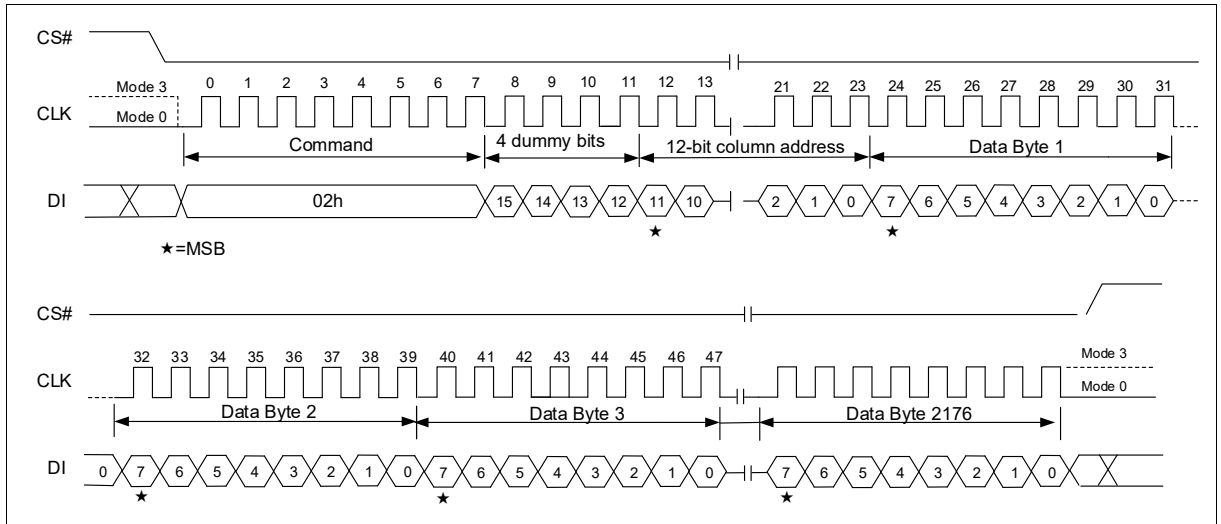 CS#
0 1 2 3 4 5 6 7 8 9 10 11 12 13 21 22 23 24 25 26 27 28 29 30 31
Mode 3
CLK
Mode 0
Command 4 dummy bits 12-bit column address Data Byte 1
DI 02h 15 14 13 12 11 10 2 1 0 7 6 5 4 3 2 1 0
★ ★
★=MSB
CS#
32 33 34 35 36 37 38 39 40 41 42 43 44 45 46 47
Mode 3
CLK
Mode 0
Data Byte 2 Data Byte 3 Data Byte 2176
DI 0 7 6 5 4 3 2 1 0 7 6 5 4 3 2 1 0 7 6 5 4 3 2 1 0
★ ★ ★